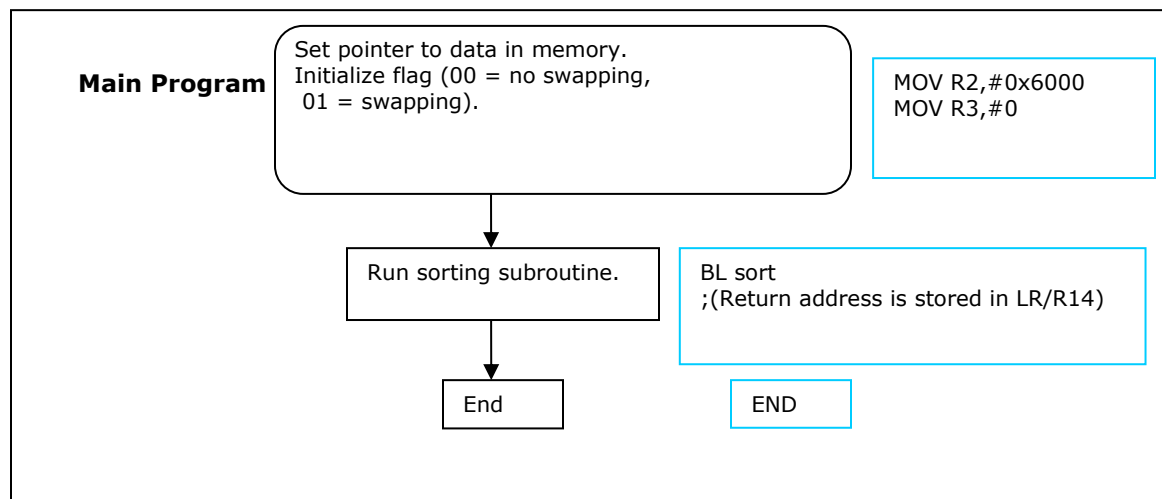 Main Program
Set pointer to data in memory.
Initialize flag (00 = no swapping,
01 = swapping).
MOV R2,#0x6000
MOV R3,#0
Run sorting subroutine.
BL sort
;(Return address is stored in LR/R14)
End
END